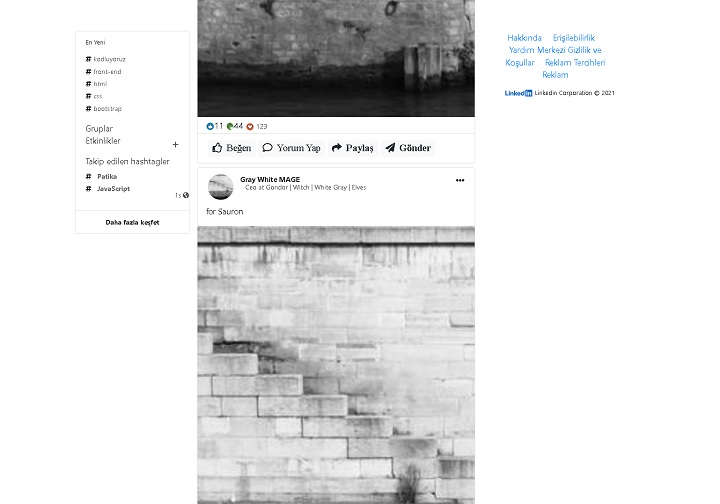 En Yeni
# kodluyoruz
# front-end
# html
# css
# bootstrap
Gruplar
Etkinlikler
+
Takip edilen hashtagler
# Patika
# JavaScript
1s
Daha fazla keşfet
11 44 123
Beğen Yorum Yap Paylaş Gönder
Gray White MAGE
Ceo at Gondor | Witch | White Gray | Elves
for Sauron
Hakkında Erişilebilirlik
Yardım Merkezi Gizlilik ve
Koşullar Reklam Tercihleri
Reklam
Linkedin Linkedin Corporation © 2021